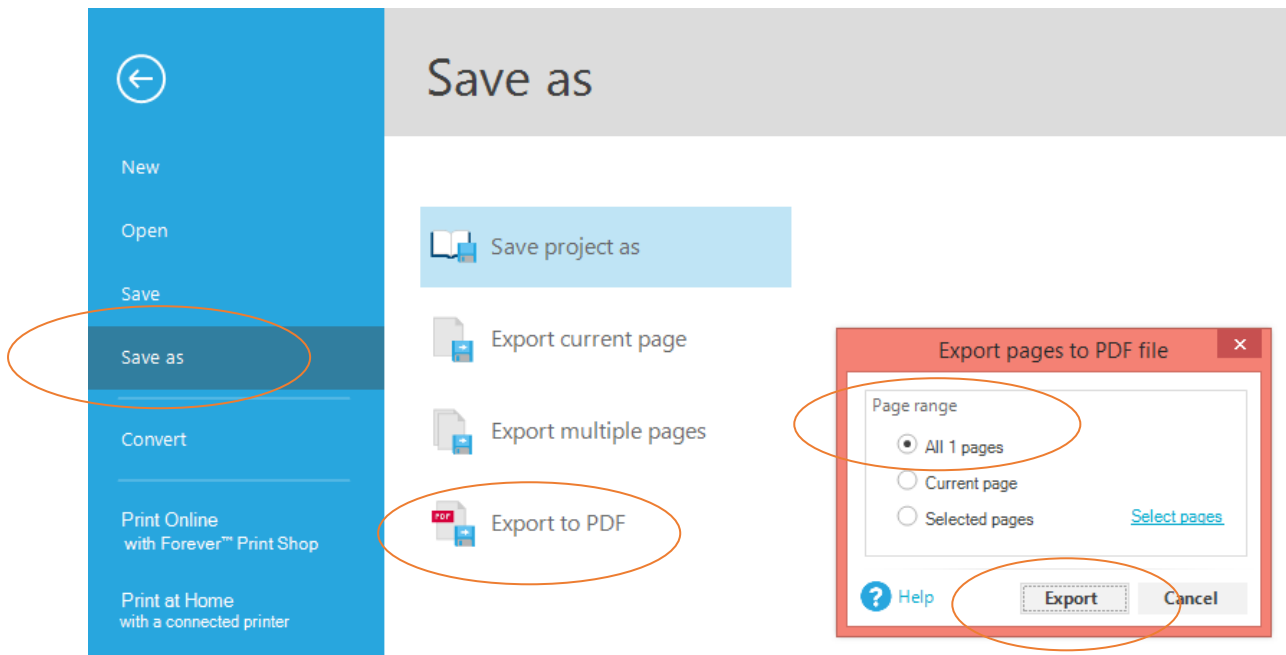 Save as
New
Open
Save
Save as
Convert
Print Online
with Forever™ Print Shop
Print at Home
with a connected printer
Save project as
Export current page
Export multiple pages
PDF
Export to PDF
Export pages to PDF file
Page range
All 1 pages
Current page
Selected pages Select pages
? Help Export Cancel